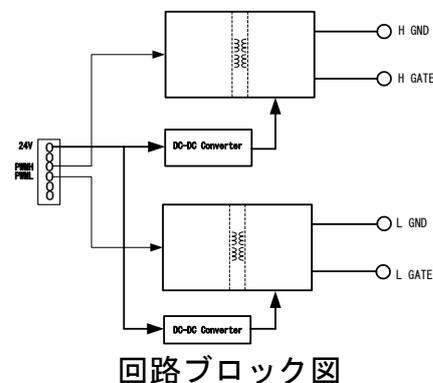 H GND
H GATE
24V
PWMH
PWML
DC-DC Converter
L GND
L GATE
DC-DC Converter
回路ブロック図